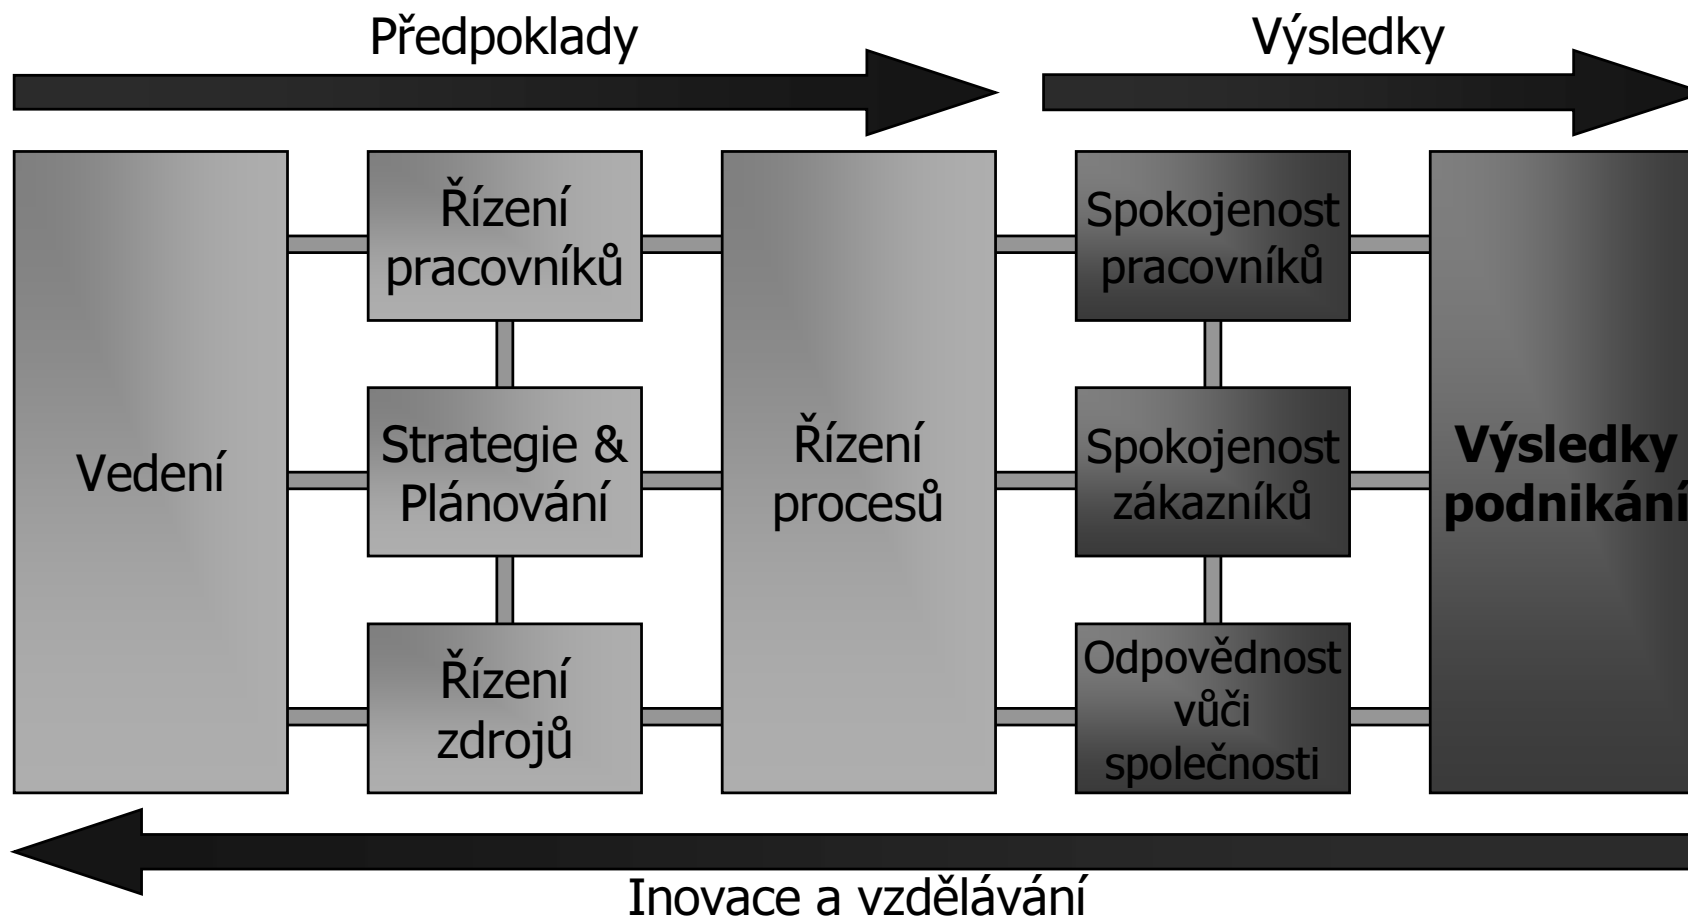 Předpoklady
Výsledky
Vedení
Řízení
pracovníků
Strategie &
Plánování
Řízení
zdrojů
Řízení
procesů
Spokojenost
pracovníků
Spokojenost
zákazníků
Odpovědnost
vůči
společnosti
Výsledky
podnikání
Inovace a vzdělávání